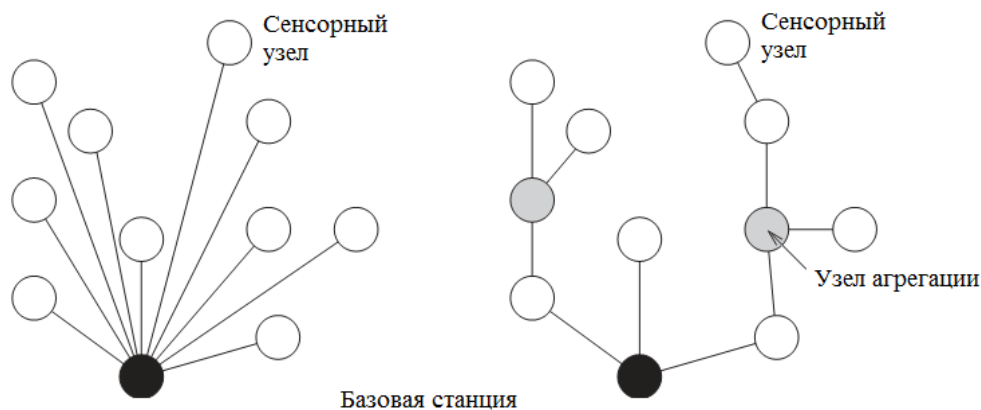 Сенсорный
узел
Сенсорный
узел
Узел агрегации
Базовая станция